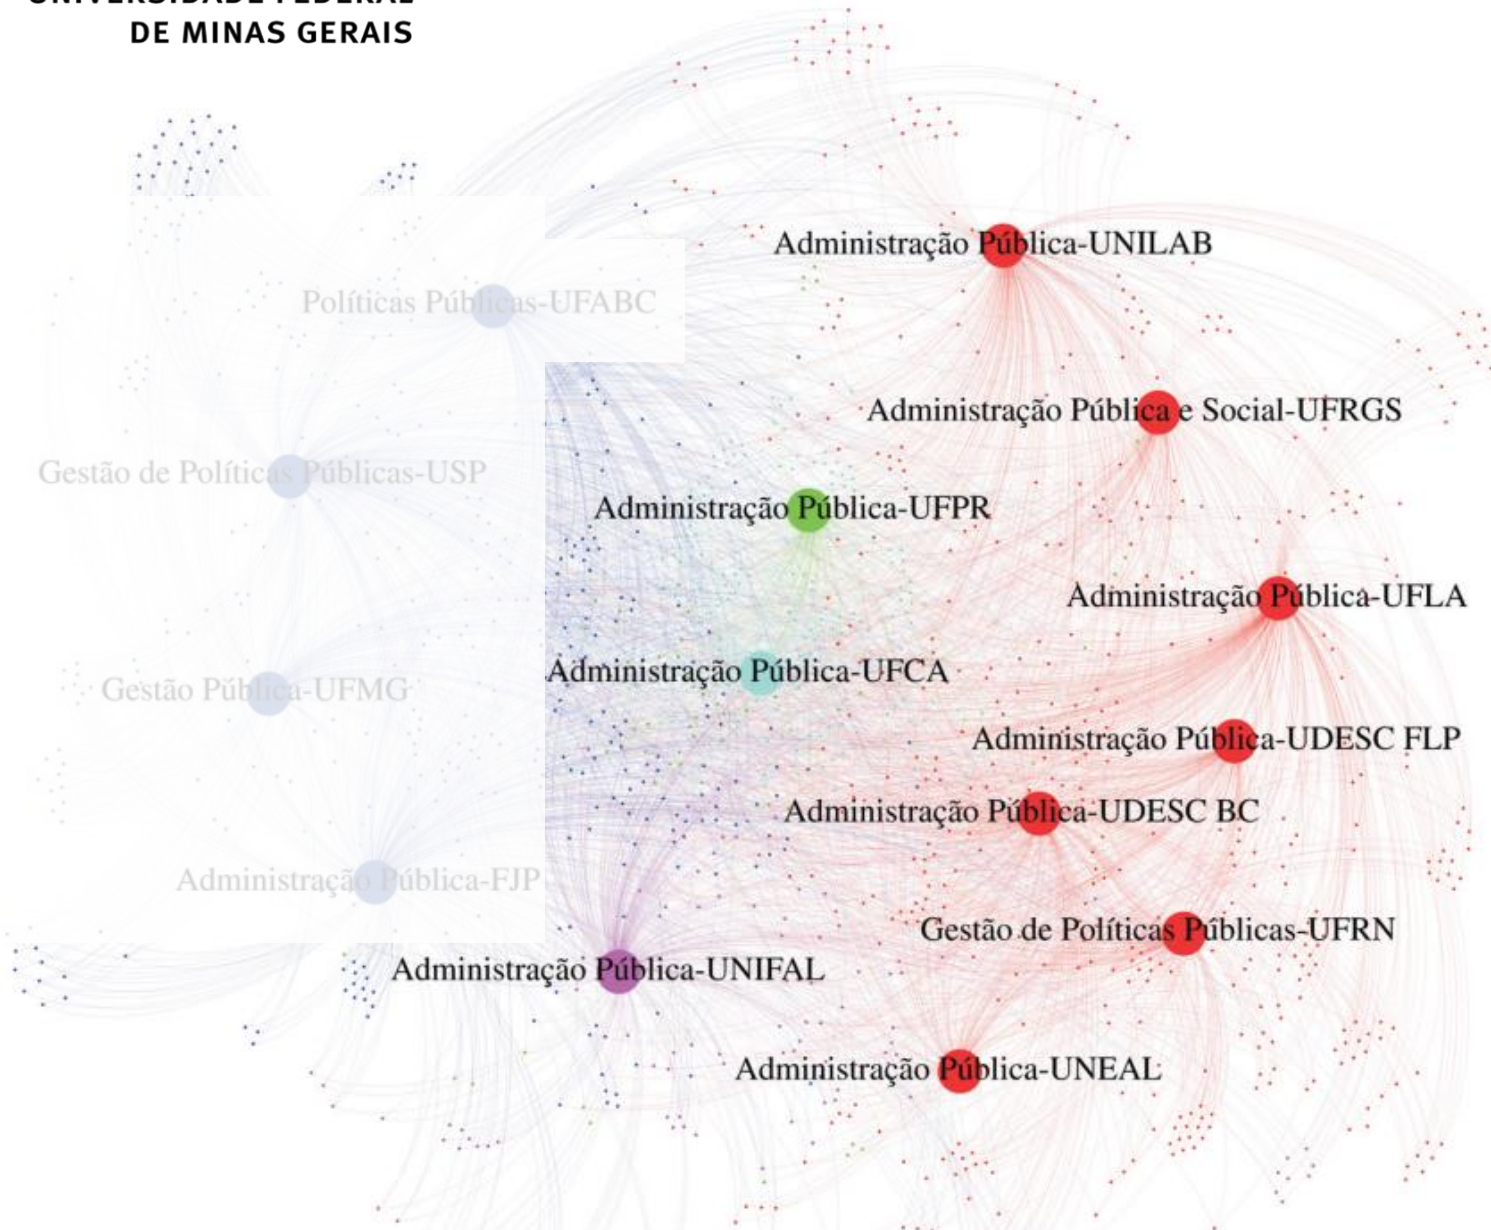 UNIVERSIDADE FEDERAL
DE MINAS GERAIS
Administração Pública-UNILAB
Políticas Públicas-UFABC
Administração Pública e Social-UFRGS
Gestão de Políticas Públicas-USP
Administração Pública-UFPR
Administração Pública-UFLA
Administração Pública-UFCA
Gestão Pública-UFMG
Administração Pública-UDESC FLP
Administração Pública-UDESC BC
Administração Pública-FJP
Gestão de Políticas Públicas-UFRN
Administração Pública-UNIFAL
Administração Pública-UNEAL